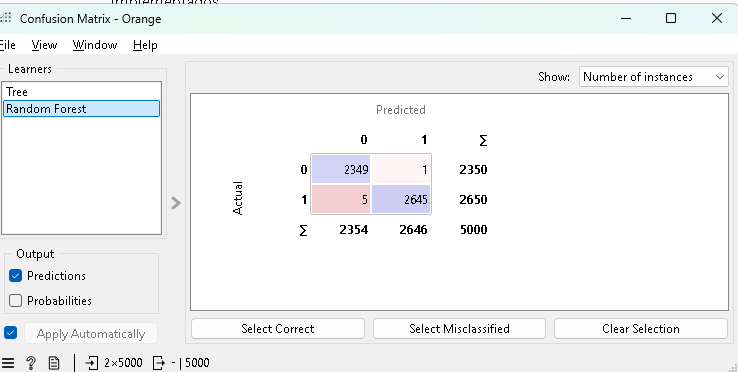 Implementados
Confusion Matrix - Orange
File View Window Help
Learners
Tree
Random Forest
Output
Predictions
Probabilities
Apply Automatically
Show: Number of instances
Predicted
0 1 Σ
Actual
0 2349 1 2350
1 5 2645 2650
Σ 2354 2646 5000
Select Correct Select Misclassified Clear Selection
2×5000 - | 5000